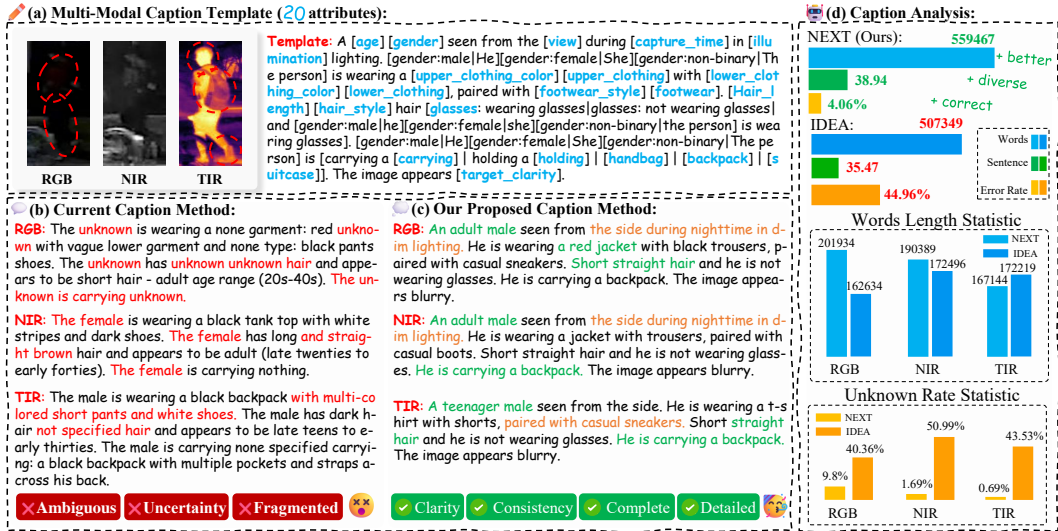 (a) Multi-Modal Caption Template (20 attributes):
RGB NIR TIR
Template: A [age] [gender] seen from the [view] during [capture_time] in [illu
mination] lighting. [gender:male|He][gender:female|She][gender:non-binary|Th
e person] is wearing a [upper_clothing_color] [upper_clothing] with [lower_clot
hing_color] [lower_clothing], paired with [footwear_style] [footwear]. [Hair_l
ength] [hair_style] hair [glasses: wearing glasses|glasses: not wearing glasses|
and [gender:male|he][gender:female|she][gender:non-binary|the person] is wea
ring glasses]. [gender:male|He][gender:female|She][gender:non-binary|The pe
rson] is [carrying a [carrying] | holding a [holding] | [handbag] | [backpack] | [s
uitcase]]. The image appears [target_clarity].
(b) Current Caption Method:
RGB: The unknown is wearing a none garment: red unkno-
wn with vague lower garment and none type: black pants
shoes. The unknown has unknown unknown hair and appe-
ars to be short hair - adult age range (20s-40s). The un-
known is carrying unknown.
NIR: The female is wearing a black tank top with white
stripes and dark shoes. The female has long and straig-
ht brown hair and appears to be adult (late twenties to
early forties). The female is carrying nothing.
TIR: The male is wearing a black backpack with multi-co
lored short pants and white shoes. The male has dark h-
air not specified hair and appears to be late teens to e-
arly thirties. The male is carrying none specified carryi-
ng: a black backpack with multiple pockets and straps a-
cross his back.
Ambiguous Uncertainty Fragmented
(c) Our Proposed Caption Method:
RGB: An adult male seen from the side during nighttime in d-
im lighting. He is wearing a red jacket with black trousers, p-
aired with casual sneakers. Short straight hair and he is not
wearing glasses. He is carrying a backpack. The image appea-
rs blurry.
NIR: An adult male seen from the side during nighttime in d-
im lighting. He is wearing a jacket with trousers, paired with
casual boots. Short straight hair and he is not wearing glass-
es. He is carrying a backpack. The image appears blurry.
TIR: A teenager male seen from the side. He is wearing a t-s
hirt with shorts, paired with casual sneakers. Short straight
hair and he is not wearing glasses. He is carrying a backpack.
The image appears blurry.
Clarity Consistency Complete Detailed
(d) Caption Analysis:
NEXT (Ours): 559467
+ better
38.94 + diverse
4.06% + correct
IDEA: 507349
35.47
44.96%
Words
Sentence
Error Rate
Words Length Statistic
NEXT
IDEA
201934 162634
190389 172496
167144 172219
RGB NIR TIR
Unknown Rate Statistic
NEXT
IDEA
9.8% 40.36%
1.69% 50.99%
0.69% 43.53%
RGB NIR TIR